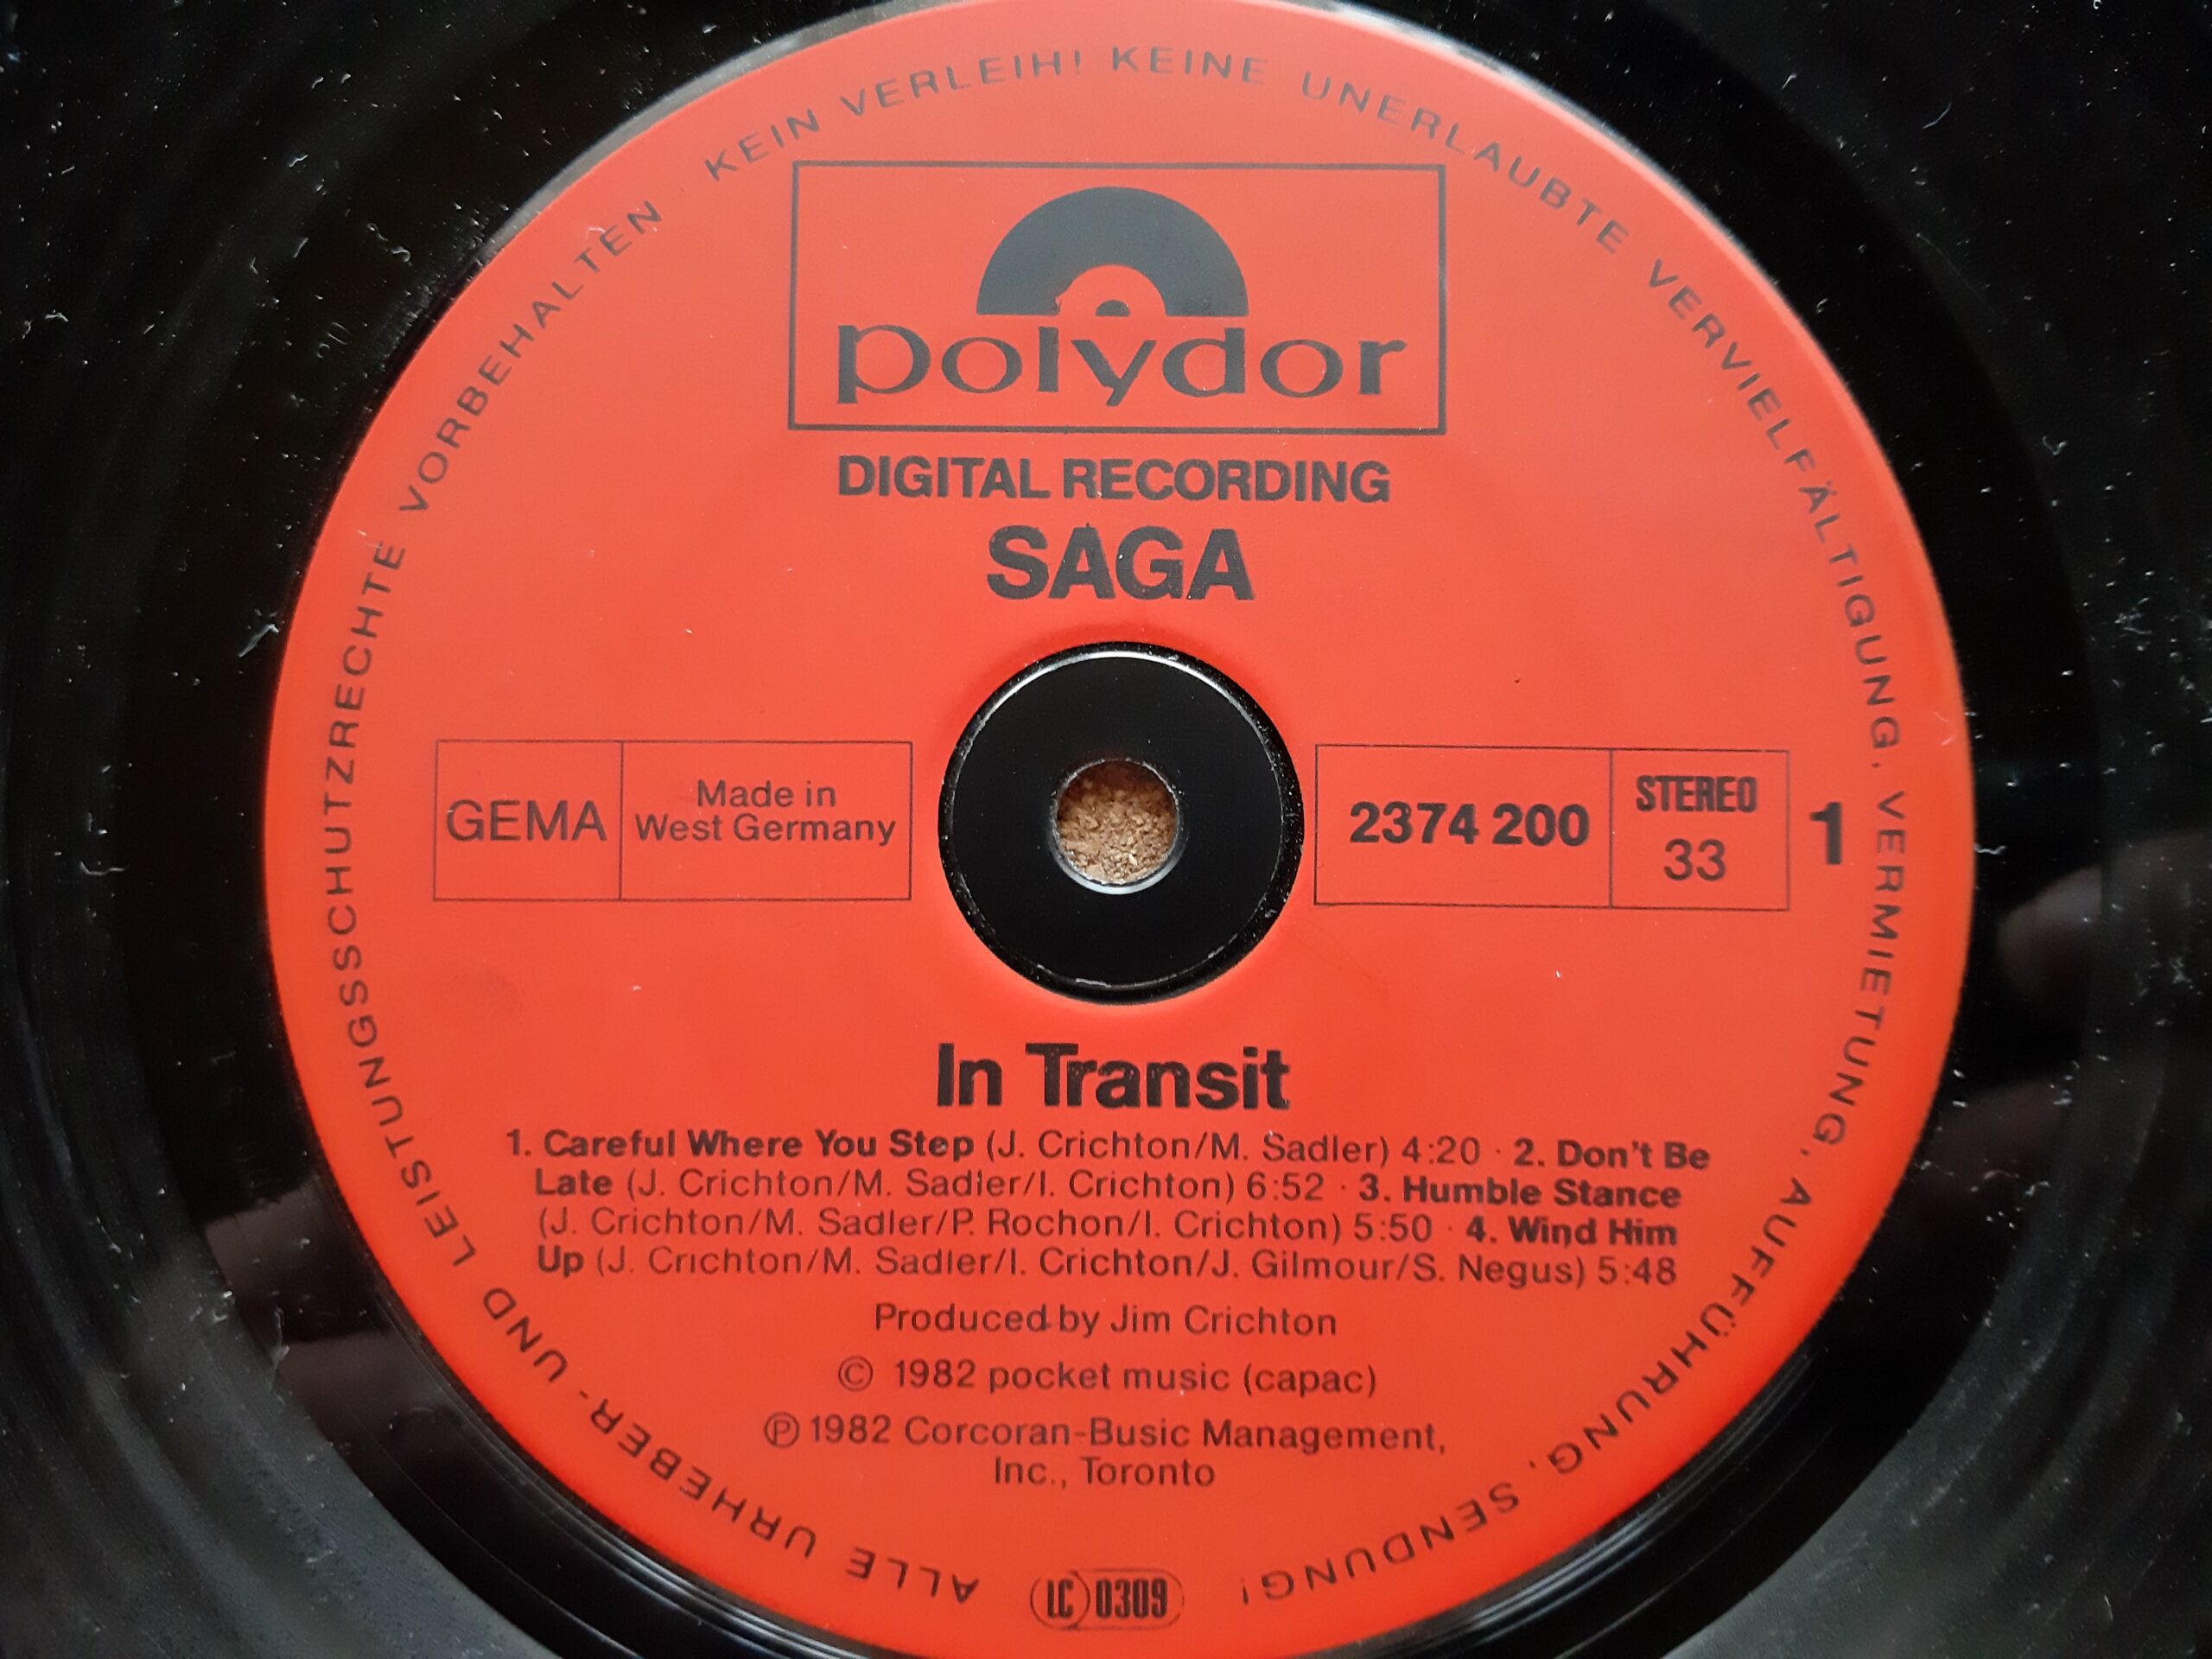 ALLE URHEBER- UND LEISTUNGSSCHUTZRECHTE VORBEHALTEN · KEIN VERLEIH! KEINE UNERLAUBTE VERVIELFÄLTIGUNG, VERMIETUNG, AUFFÜHRUNG, SENDUNG!
polydor
DIGITAL RECORDING
SAGA
GEMA
Made in
West Germany
2374 200
STEREO
33
1
In Transit
1. Careful Where You Step (J. Crichton/M. Sadler) 4:20 · 2. Don't Be
Late (J. Crichton/M. Sadler/I. Crichton) 6:52 · 3. Humble Stance
(J. Crichton/M. Sadler/P. Rochon/I. Crichton) 5:50 · 4. Wind Him
Up (J. Crichton/M. Sadler/I. Crichton/J. Gilmour/S. Negus) 5:48
Produced by Jim Crichton
© 1982 pocket music (capac)
℗ 1982 Corcoran-Busic Management,
Inc., Toronto
LC 0309